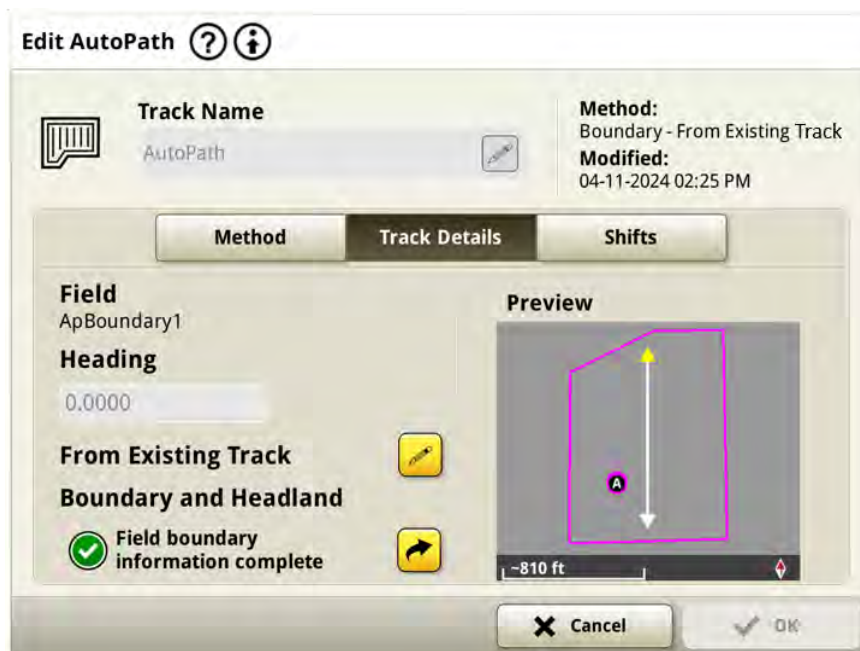 Edit AutoPath ?
Track Name
AutoPath
Method:
Boundary - From Existing Track
Modified:
04-11-2024 02:25 PM
Method
Track Details
Shifts
Field
ApBoundary1
Heading
0.0000
From Existing Track
Boundary and Headland
Field boundary
information complete
Preview
A
~810 ft
Cancel
OK